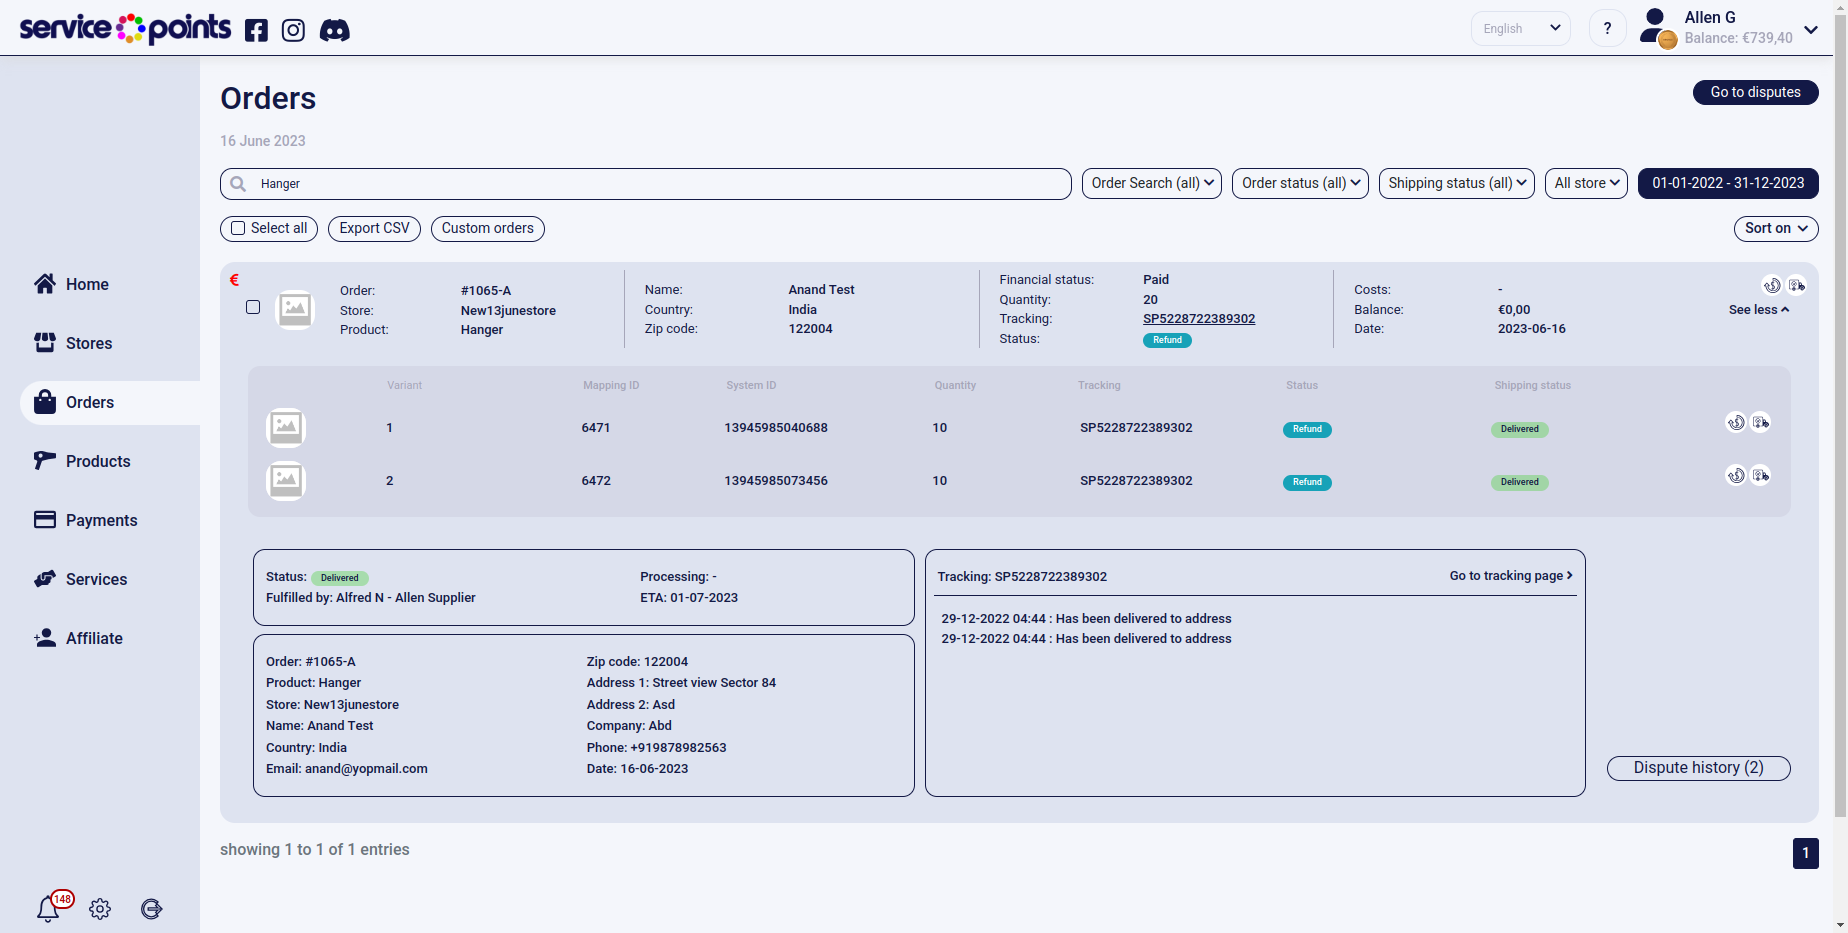 service points
English
?
Allen G
Balance: €739,40
Orders
Go to disputes
16 June 2023
Hanger
Order Search (all)
Order status (all)
Shipping status (all)
All store
01-01-2022 - 31-12-2023
Select all
Export CSV
Custom orders
Sort on
Home
Stores
Orders
Products
Payments
Services
Affiliate
148
€
Order: #1065-A
Store: New13junestore
Product: Hanger
Name: Anand Test
Country: India
Zip code: 122004
Financial status: Paid
Quantity: 20
Tracking: SP5228722389302
Status: Refund
Costs: -
Balance: €0,00
Date: 2023-06-16
See less
Variant Mapping ID System ID Quantity Tracking Status Shipping status
1 6471 13945985040688 10 SP5228722389302 Refund Delivered
2 6472 13945985073456 10 SP5228722389302 Refund Delivered
Status: Delivered
Processing: -
Fulfilled by: Alfred N - Allen Supplier
ETA: 01-07-2023
Order: #1065-A
Product: Hanger
Store: New13junestore
Name: Anand Test
Country: India
Email: anand@yopmail.com
Zip code: 122004
Address 1: Street view Sector 84
Address 2: Asd
Company: Abd
Phone: +919878982563
Date: 16-06-2023
Tracking: SP5228722389302
Go to tracking page
29-12-2022 04:44 : Has been delivered to address
29-12-2022 04:44 : Has been delivered to address
Dispute history (2)
showing 1 to 1 of 1 entries
1